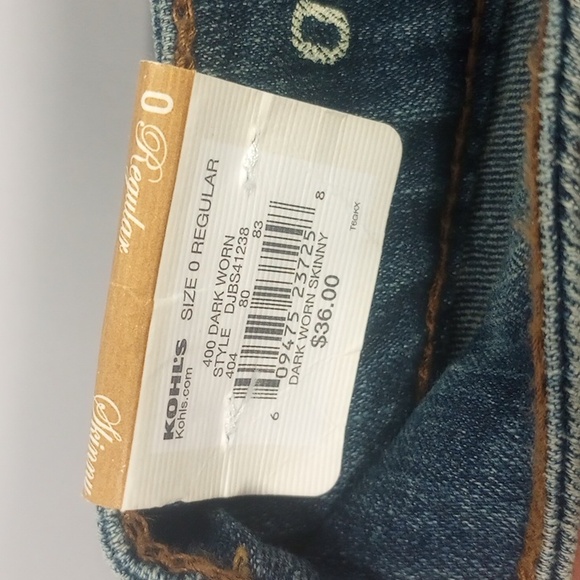 0 Regular
Skinny
KOHL'S SIZE 0 REGULAR
Kohls.com
400 DARK WORN
STYLE DJBS41238
404 80 83
6 09475 23725 8
DARK WORN SKINNY
$36.00
T6QKX